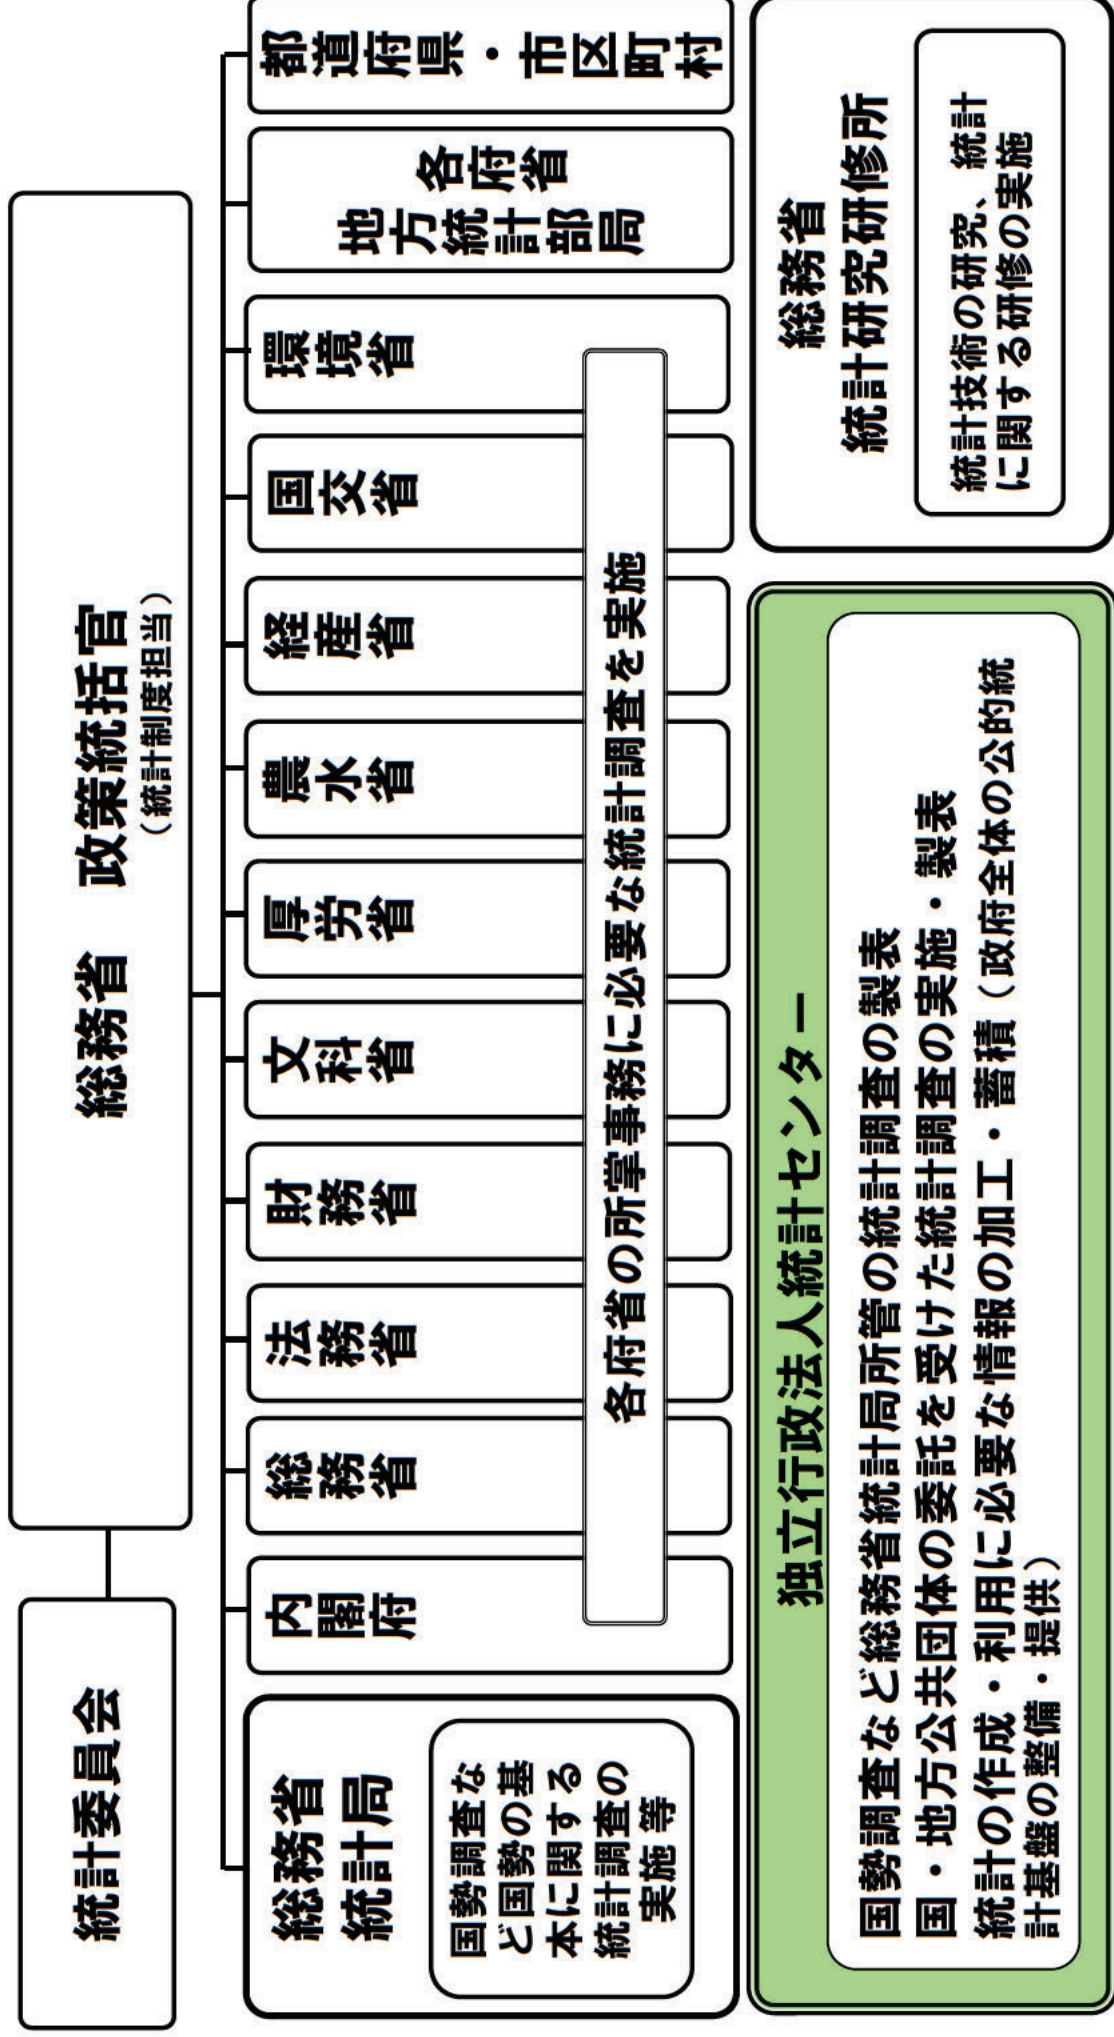 統計委員会
総務省　政策統括官
（統計制度担当）
総務省
統計局
国勢調査な
ど国勢の基
本に関する
統計調査の
実施 等
内閣府
総務省
法務省
財務省
文科省
厚労省
農水省
経産省
国交省
環境省
各府省の所掌事務に必要な統計調査を実施
各府省
地方統計部局
都道府県・市区町村
独立行政法人統計センター
国勢調査など総務省統計局所管の統計調査の製表
国・地方公共団体の委託を受けた統計調査の実施・製表
統計の作成・利用に必要な情報の加工・蓄積（政府全体の公的統
計基盤の整備・提供）
総務省
統計研究研修所
統計技術の研究、統計
に関する研修の実施